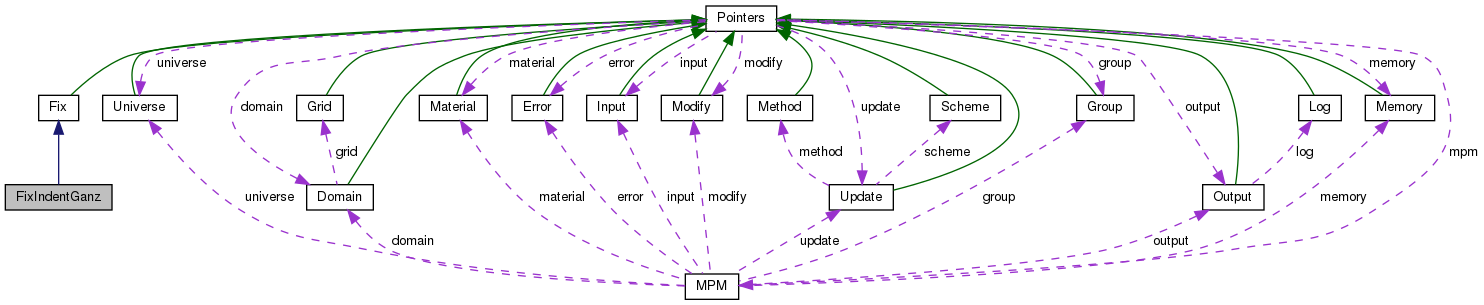 Pointers
universe
material
error
input
modify
group
memory
Fix
Universe
domain
Grid
Material
Error
Input
Modify
Method
update
Scheme
Group
output
Log
Memory
grid
method
scheme
log
mpm
FixIndentGanz
universe
Domain
material
error
input
modify
Update
group
Output
memory
domain
update
output
MPM